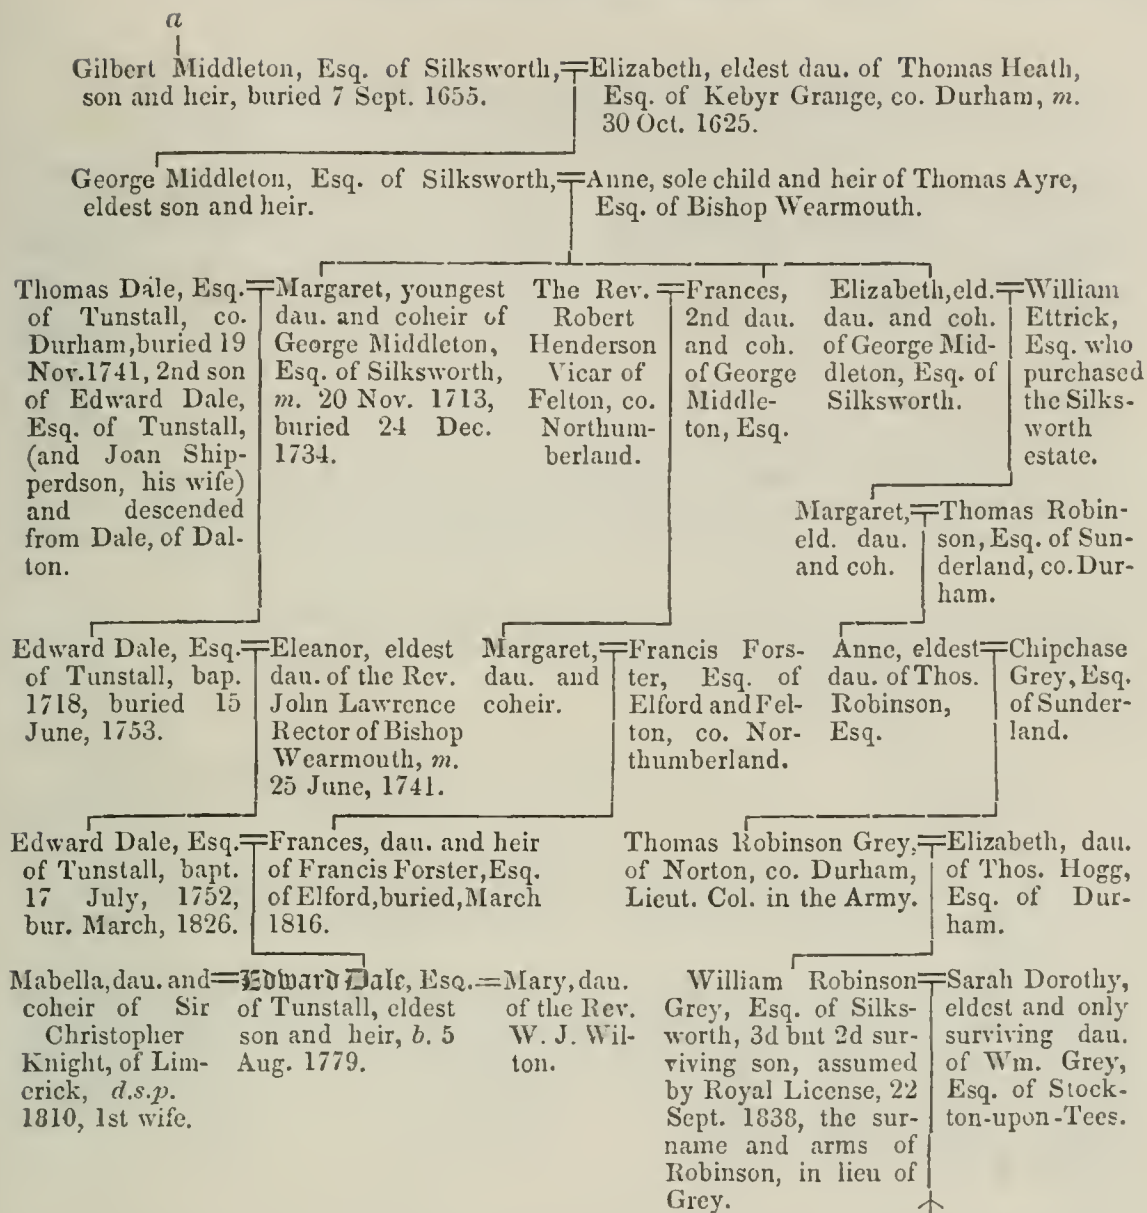 a
Gilbert Middleton, Esq. of Silksworth,
son and heir, buried 7 Sept. 1655.
Elizabeth, eldest dau. of Thomas Heath,
Esq. of Kebyr Grange, co. Durham, m.
30 Oct. 1625.
George Middleton, Esq. of Silksworth,
eldest son and heir.
Anne, sole child and heir of Thomas Ayre,
Esq. of Bishop Wearmouth.
Thomas Dale, Esq.
of Tunstall, co.
Durham, buried 19
Nov. 1741, 2nd son
of Edward Dale,
Esq. of Tunstall,
(and Joan Ship-
perdson, his wife)
and descended
from Dale, of Dal-
ton.
Margaret, youngest
dau. and coheir of
George Middleton,
Esq. of Silksworth,
m. 20 Nov. 1713,
buried 24 Dec.
1734.
The Rev.
Robert
Henderson
Vicar of
Felton, co.
Northum-
berland.
Frances,
2nd dau.
and coh.
of George
Middle-
ton, Esq.
Elizabeth, eld.
dau. and coh.
of George Mid-
dleton, Esq. of
Silksworth.
William
Ettrick,
Esq. who
purchased
the Silks-
worth
estate.
Margaret,
eld. dau.
and coh.
Thomas Robin-
son, Esq. of Sun-
derland, co. Dur-
ham.
Edward Dale, Esq.
of Tunstall, bap.
1718, buried 15
June, 1753.
Eleanor, eldest
dau. of the Rev.
John Lawrence
Rector of Bishop
Wearmouth, m.
25 June, 1741.
Margaret,
dau. and
coheir.
Francis Fors-
ter, Esq. of
Elford and Fel-
ton, co. Nor-
thumberland.
Anne, eldest
dau. of Thos.
Robinson,
Esq.
Chipchase
Grey, Esq.
of Sunder-
land.
Edward Dale, Esq.
of Tunstall, bapt.
17 July, 1752,
bur. March, 1826.
Frances, dau. and heir
of Francis Forster, Esq.
of Elford, buried, March
1816.
Thomas Robinson Grey,
of Norton, co. Durham,
Lieut. Col. in the Army.
Elizabeth, dau.
of Thos. Hogg,
Esq. of Dur-
ham.
Mabella, dau. and
coheir of Sir
Christopher
Knight, of Lim-
erick, d.s.p.
1810, 1st wife.
Edward Dale, Esq.
of Tunstall, eldest
son and heir, b. 5
Aug. 1779.
Mary, dau.
of the Rev.
W. J. Wil-
ton.
William Robinson
Grey, Esq. of Silks-
worth, 3d but 2d sur-
viving son, assumed
by Royal License, 22
Sept. 1838, the sur-
name and arms of
Robinson, in lieu of
Grey.
Sarah Dorothy,
eldest and only
surviving dau.
of Wm. Grey,
Esq. of Stock-
ton-upon-Tees.